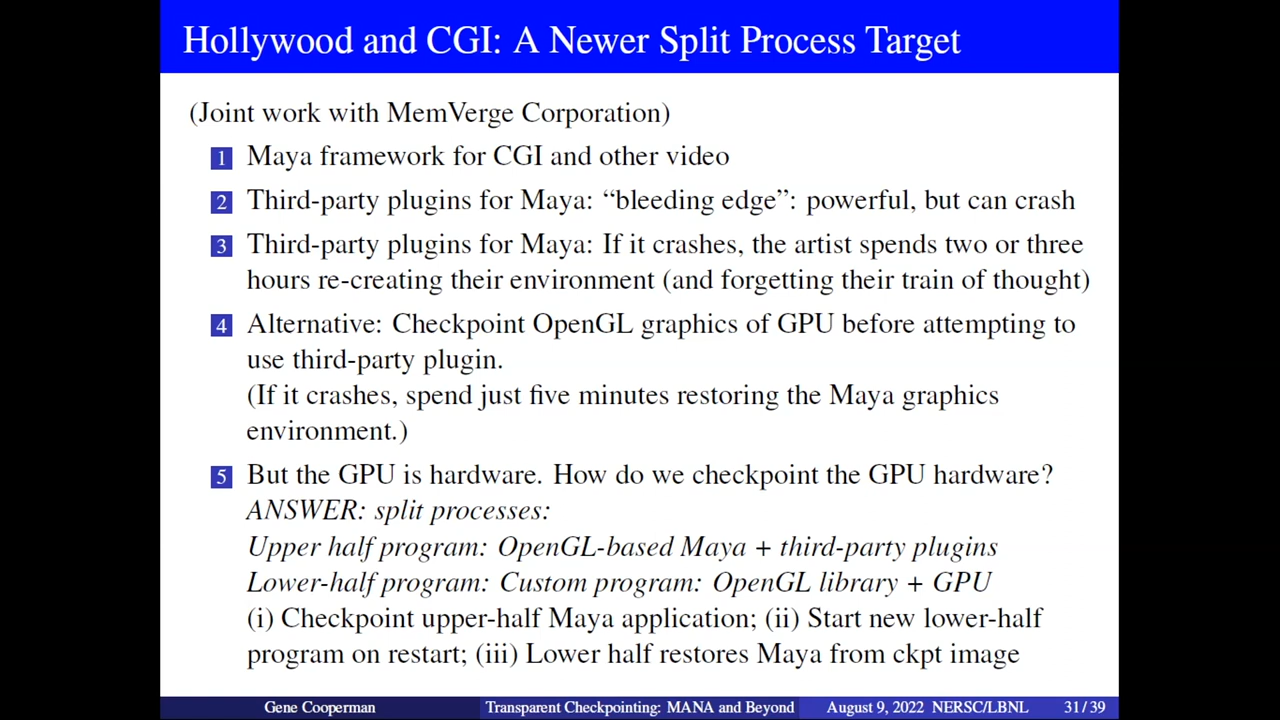 Hollywood and CGI: A Newer Split Process Target
(Joint work with MemVerge Corporation)
1 Maya framework for CGI and other video
2 Third-party plugins for Maya: “bleeding edge”: powerful, but can crash
3 Third-party plugins for Maya: If it crashes, the artist spends two or three
hours re-creating their environment (and forgetting their train of thought)
4 Alternative: Checkpoint OpenGL graphics of GPU before attempting to
use third-party plugin.
(If it crashes, spend just five minutes restoring the Maya graphics
environment.)
5 But the GPU is hardware. How do we checkpoint the GPU hardware?
ANSWER: split processes:
Upper half program: OpenGL-based Maya + third-party plugins
Lower-half program: Custom program: OpenGL library + GPU
(i) Checkpoint upper-half Maya application; (ii) Start new lower-half
program on restart; (iii) Lower half restores Maya from ckpt image
Gene Cooperman Transparent Checkpointing: MANA and Beyond August 9, 2022 NERSC/LBNL 31 / 39